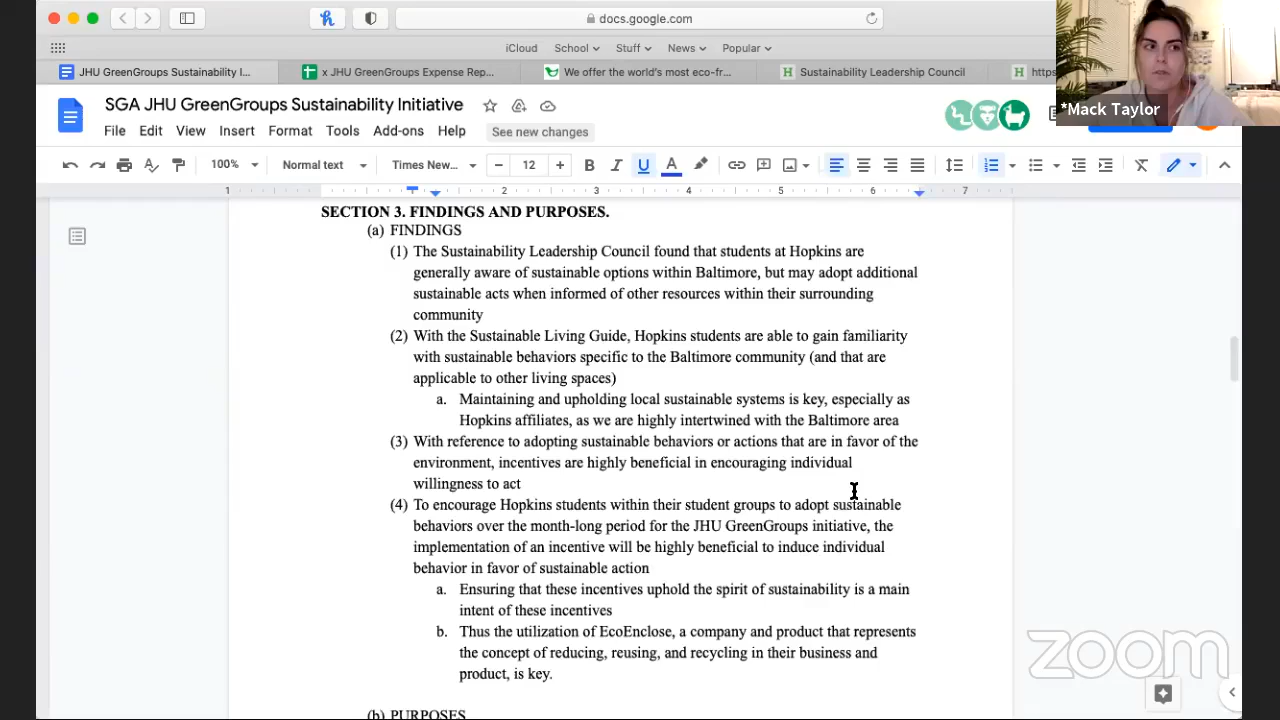 docs.google.com
iCloud School Stuff News Popular
JHU GreenGroups Sustainability I... x JHU GreenGroups Expense Rep... We offer the world's most eco-fr... Sustainability Leadership Council https
*Mack Taylor
SGA JHU GreenGroups Sustainability Initiative
File Edit View Insert Format Tools Add-ons Help See new changes
100% Normal text Times New... 12 B I U A
1 1 2 3 4 5 6 7
SECTION 3. FINDINGS AND PURPOSES.
(a) FINDINGS
(1) The Sustainability Leadership Council found that students at Hopkins are
generally aware of sustainable options within Baltimore, but may adopt additional
sustainable acts when informed of other resources within their surrounding
community
(2) With the Sustainable Living Guide, Hopkins students are able to gain familiarity
with sustainable behaviors specific to the Baltimore community (and that are
applicable to other living spaces)
a. Maintaining and upholding local sustainable systems is key, especially as
Hopkins affiliates, as we are highly intertwined with the Baltimore area
(3) With reference to adopting sustainable behaviors or actions that are in favor of the
environment, incentives are highly beneficial in encouraging individual
willingness to act
(4) To encourage Hopkins students within their student groups to adopt sustainable
behaviors over the month-long period for the JHU GreenGroups initiative, the
implementation of an incentive will be highly beneficial to induce individual
behavior in favor of sustainable action
a. Ensuring that these incentives uphold the spirit of sustainability is a main
intent of these incentives
b. Thus the utilization of EcoEnclose, a company and product that represents
the concept of reducing, reusing, and recycling in their business and
product, is key.
(b) PURPOSES
zoom